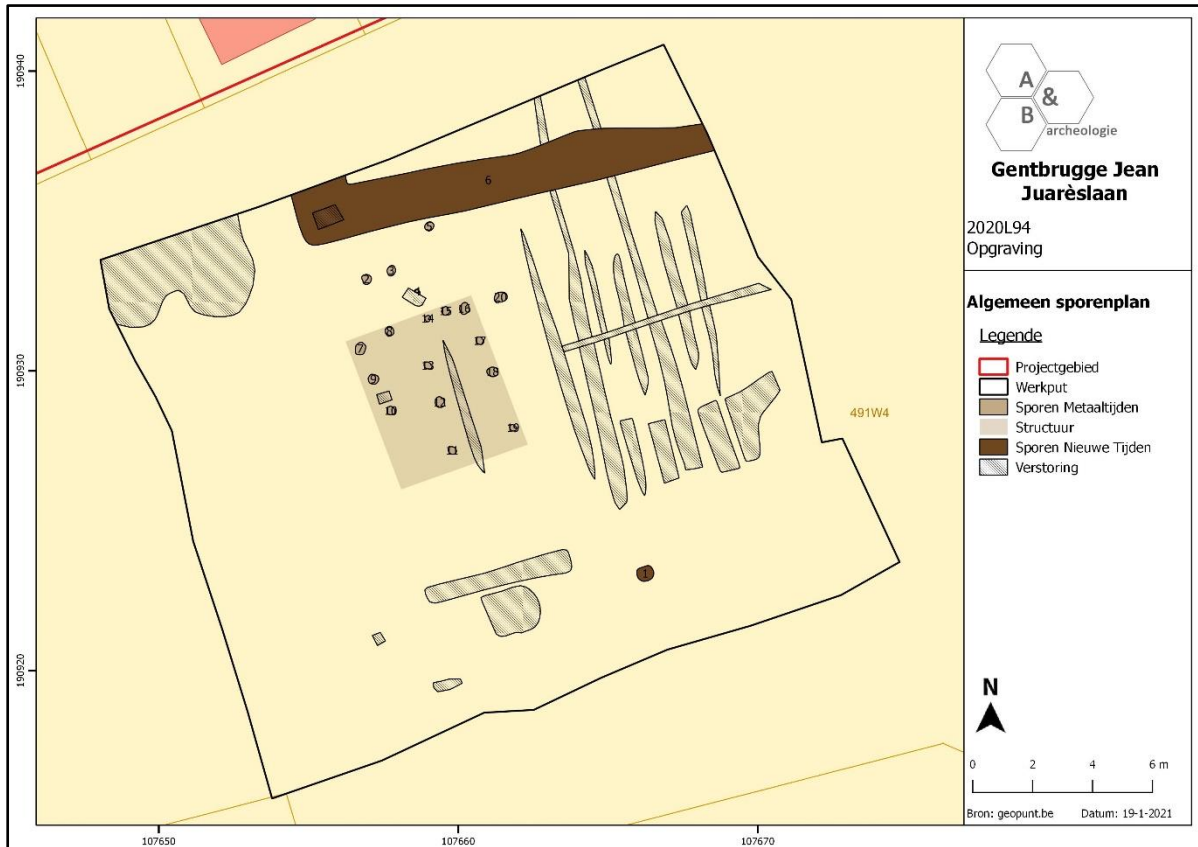 190940
190930
190920
107650
107660
107670
6
5
3
2
4
20
16
15
14
8
7
17
13
18
9
12
10
19
11
1
491W4
A
&
B
archeologie
Gentbrugge Jean
Juarèslaan
2020L94
Opgraving
Algemeen sporenplan
Legende
Projectgebied
Werkput
Sporen Metaaltijden
Structuur
Sporen Nieuwe Tijden
Verstoring
N
0 2 4 6 m
Bron: geopunt.be Datum: 19-1-2021